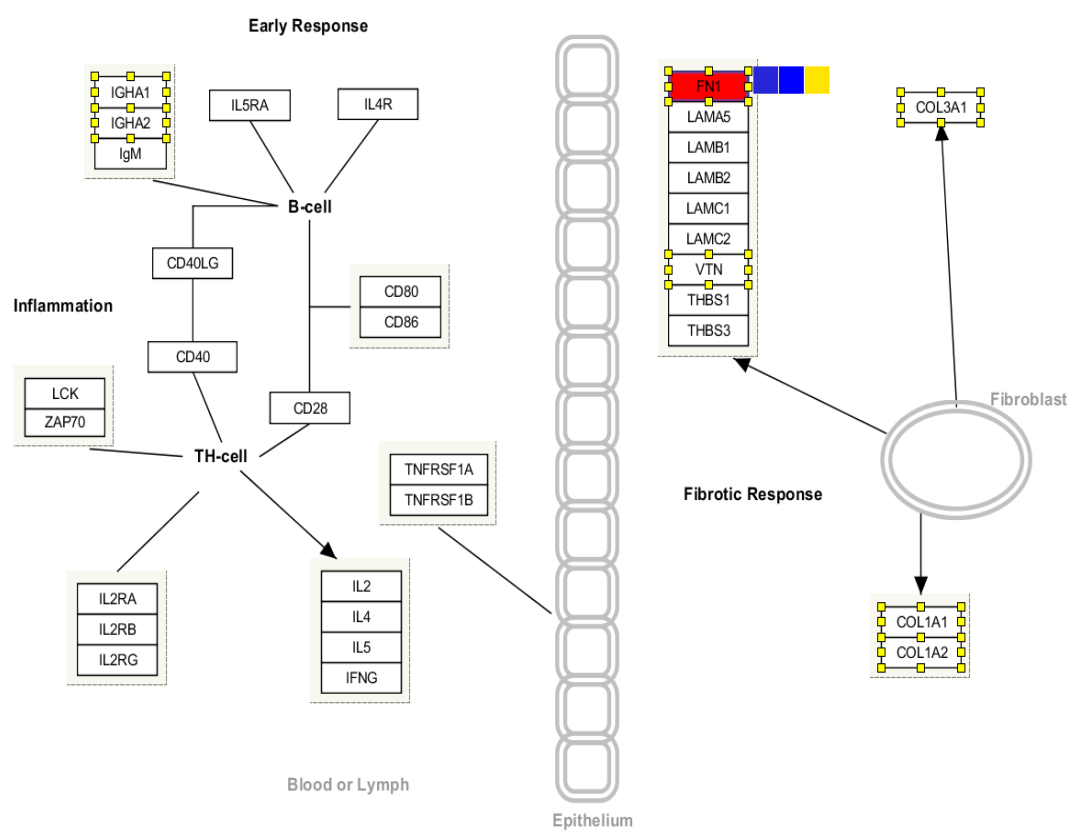 Early Response
IGHA1
IGHA2
IgM
IL5RA
IL4R
B-cell
CD40LG
CD80
CD86
Inflammation
CD40
LCK
ZAP70
CD28
TH-cell
TNFRSF1A
TNFRSF1B
IL2RA
IL2RB
IL2RG
IL2
IL4
IL5
IFNG
Blood or Lymph
Epithelium
FN1
LAMA5
LAMB1
LAMB2
LAMC1
LAMC2
VTN
THBS1
THBS3
COL3A1
Fibroblast
Fibrotic Response
COL1A1
COL1A2